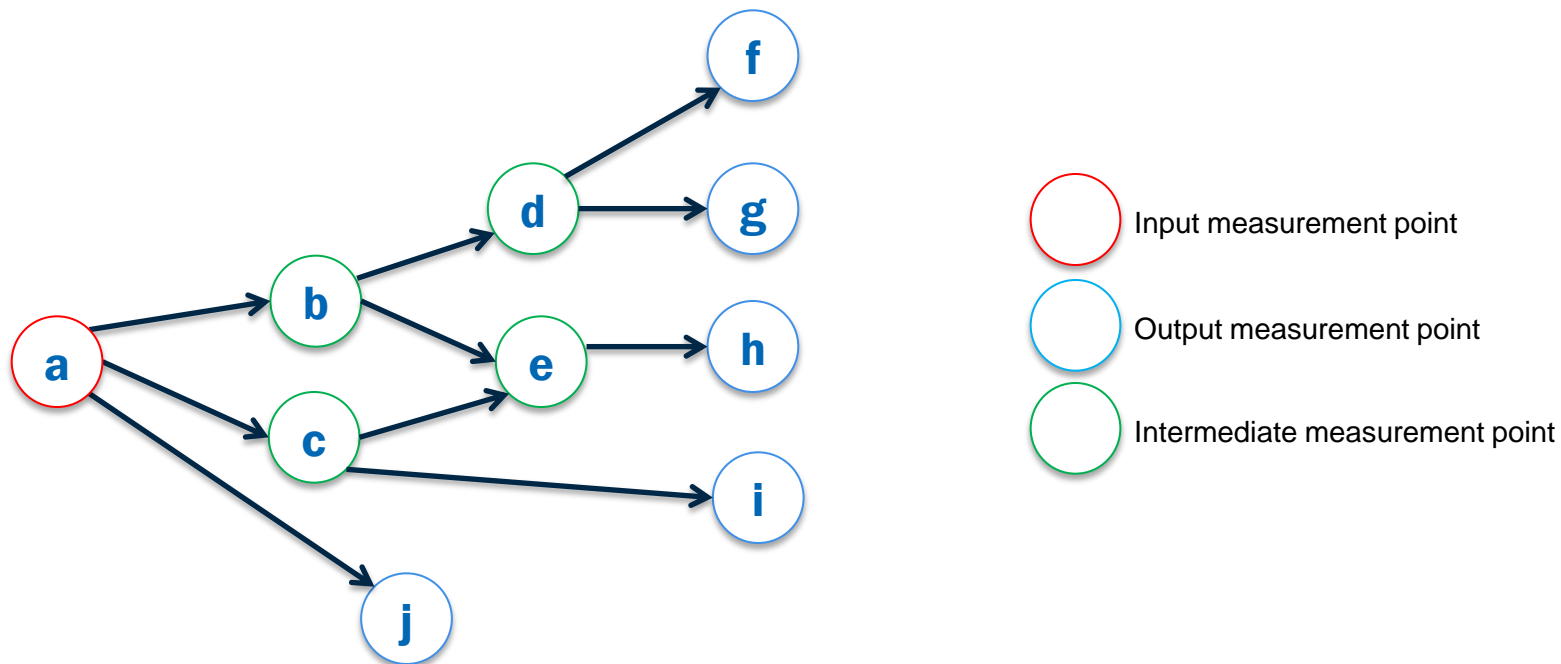 f
d
g
b
a
e
h
c
i
j
Input measurement point
Output measurement point
Intermediate measurement point